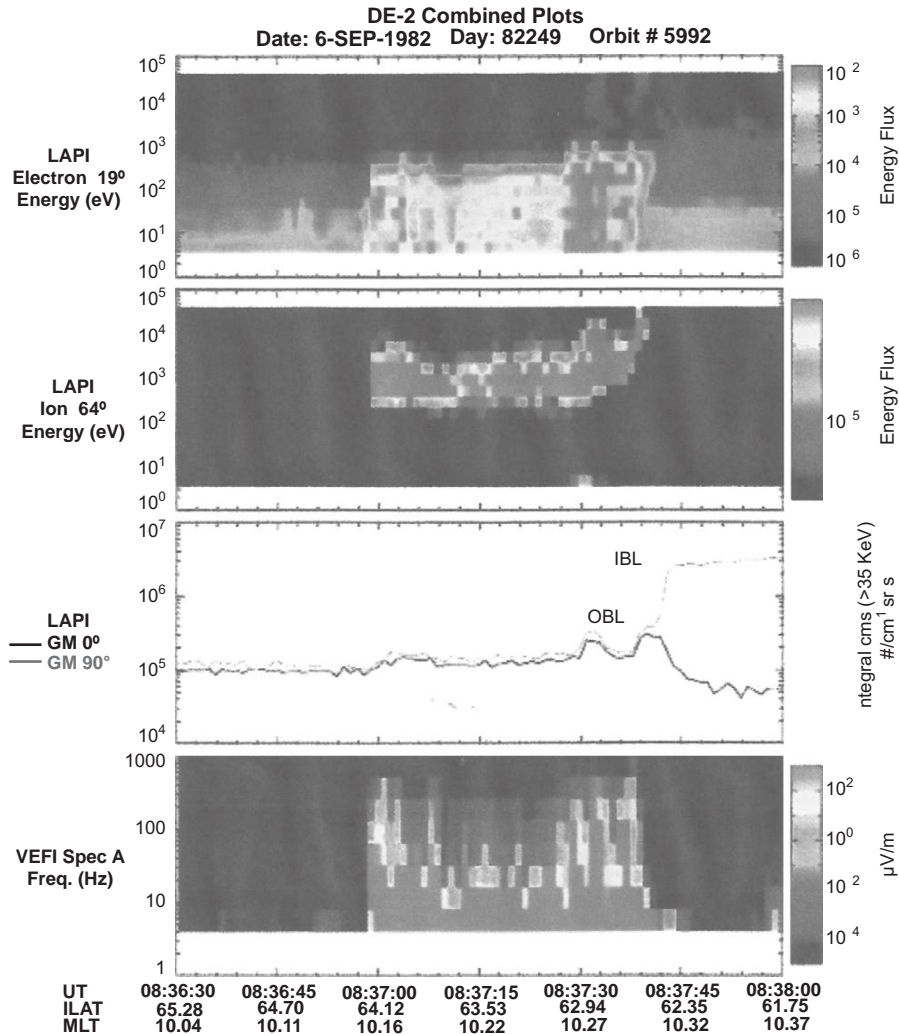 DE-2 Combined Plots
Date: 6-SEP-1982 Day: 82249 Orbit # 5992
10^5
10^4
10^3
10^2
10^1
10^0
LAPI
Electron 19º
Energy (eV)
10^2
10^3
10^4
10^5
10^6
Energy Flux
10^5
10^4
10^3
10^2
10^1
10^0
LAPI
Ion 64º
Energy (eV)
10^5
Energy Flux
10^7
10^6
10^5
10^4
LAPI
GM 0º
GM 90°
IBL
OBL
ntegral cms (>35 KeV)
#/cm^1 sr s
1000
100
10
1
VEFI Spec A
Freq. (Hz)
10^2
10^0
10^2
10^4
µV/m
UT 08:36:30 08:36:45 08:37:00 08:37:15 08:37:30 08:37:45 08:38:00
ILAT 65.28 64.70 64.12 63.53 62.94 62.35 61.75
MLT 10.04 10.11 10.16 10.22 10.27 10.32 10.37